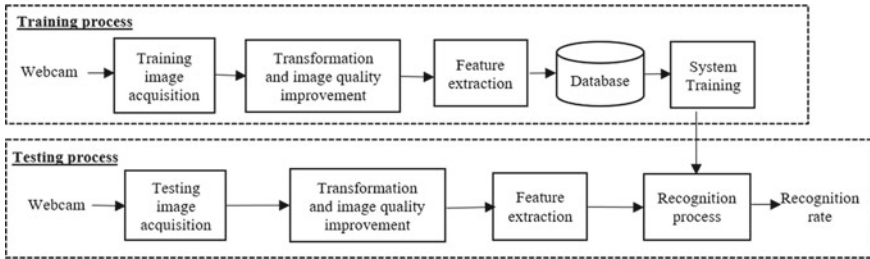 Training process
Webcam
Training
image
acquisition
Transformation
and image quality
improvement
Feature
extraction
Database
System
Training
Testing process
Webcam
Testing
image
acquisition
Transformation
and image quality
improvement
Feature
extraction
Recognition
process
Recognition
rate